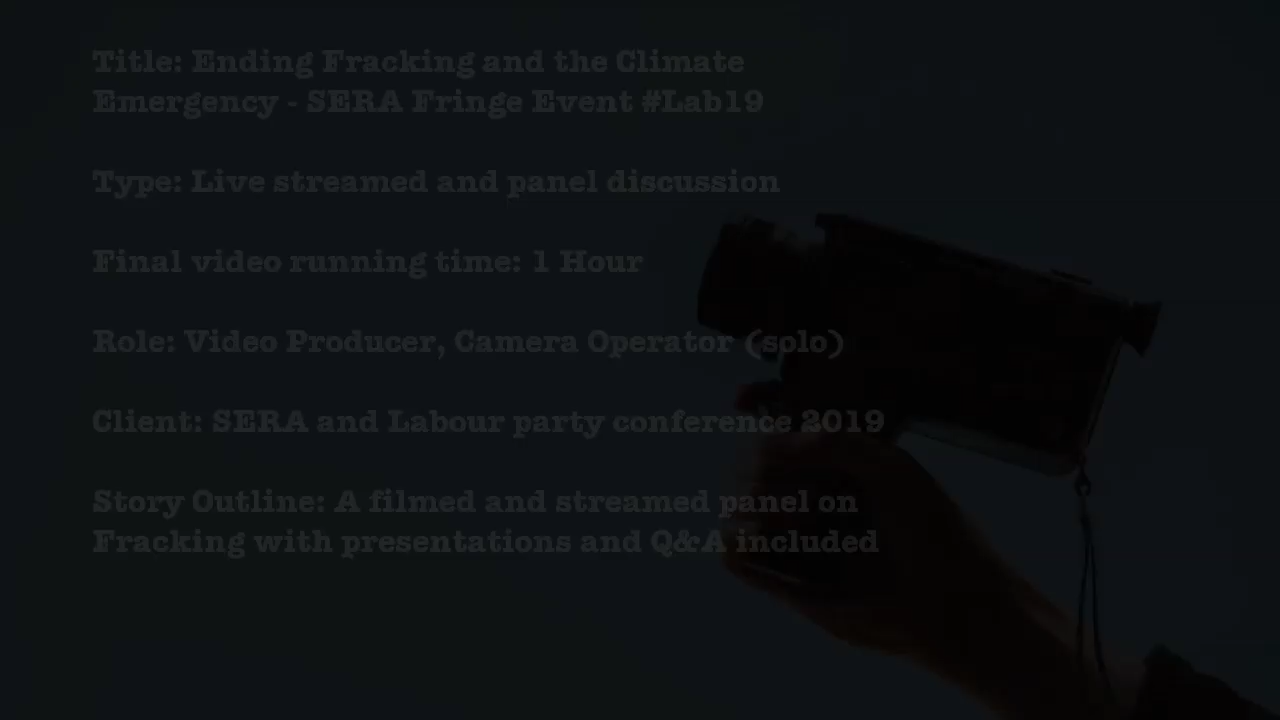 Title: Ending Fracking and the Climate
Emergency - SERA Fringe Event #Lab19
Type: Live streamed and panel discussion
Final video running time: 1 Hour
Role: Video Producer, Camera Operator (solo)
Client: SERA and Labour party conference 2019
Story Outline: A filmed and streamed panel on
Fracking with presentations and Q&A included